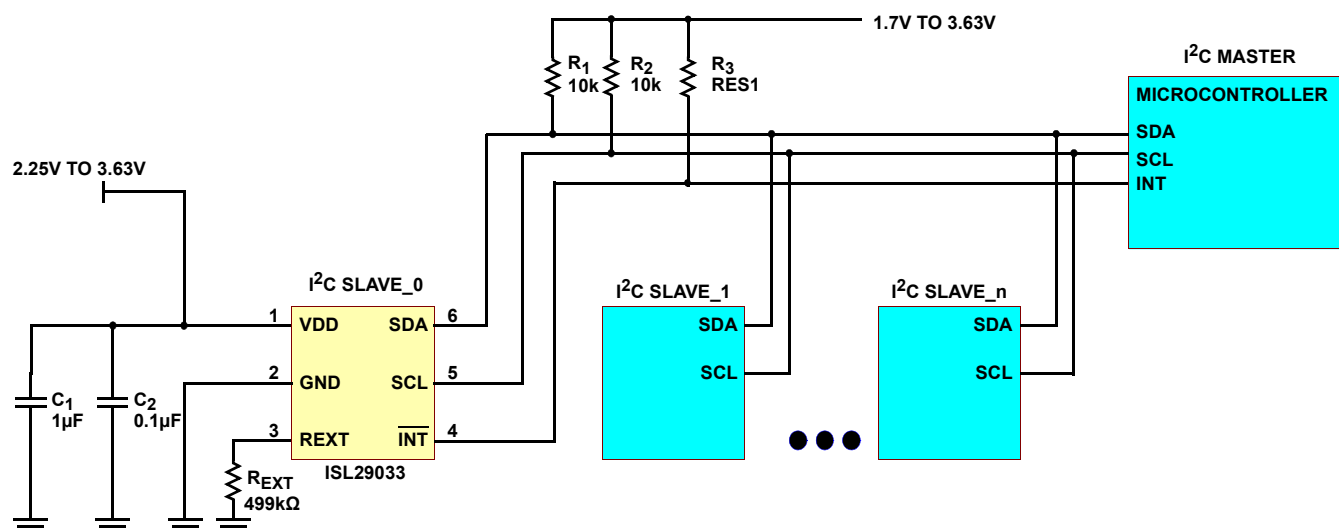 1.7V TO 3.63V
R1
10k
R2
10k
R3
RES1
I²C MASTER
MICROCONTROLLER
SDA
SCL
INT
2.25V TO 3.63V
I²C SLAVE_0
1 VDD SDA 6
2 GND SCL 5
3 REXT INT 4
ISL29033
C1
1µF
C2
0.1µF
REXT
499kΩ
I²C SLAVE_1
SDA
SCL
I²C SLAVE_n
SDA
SCL